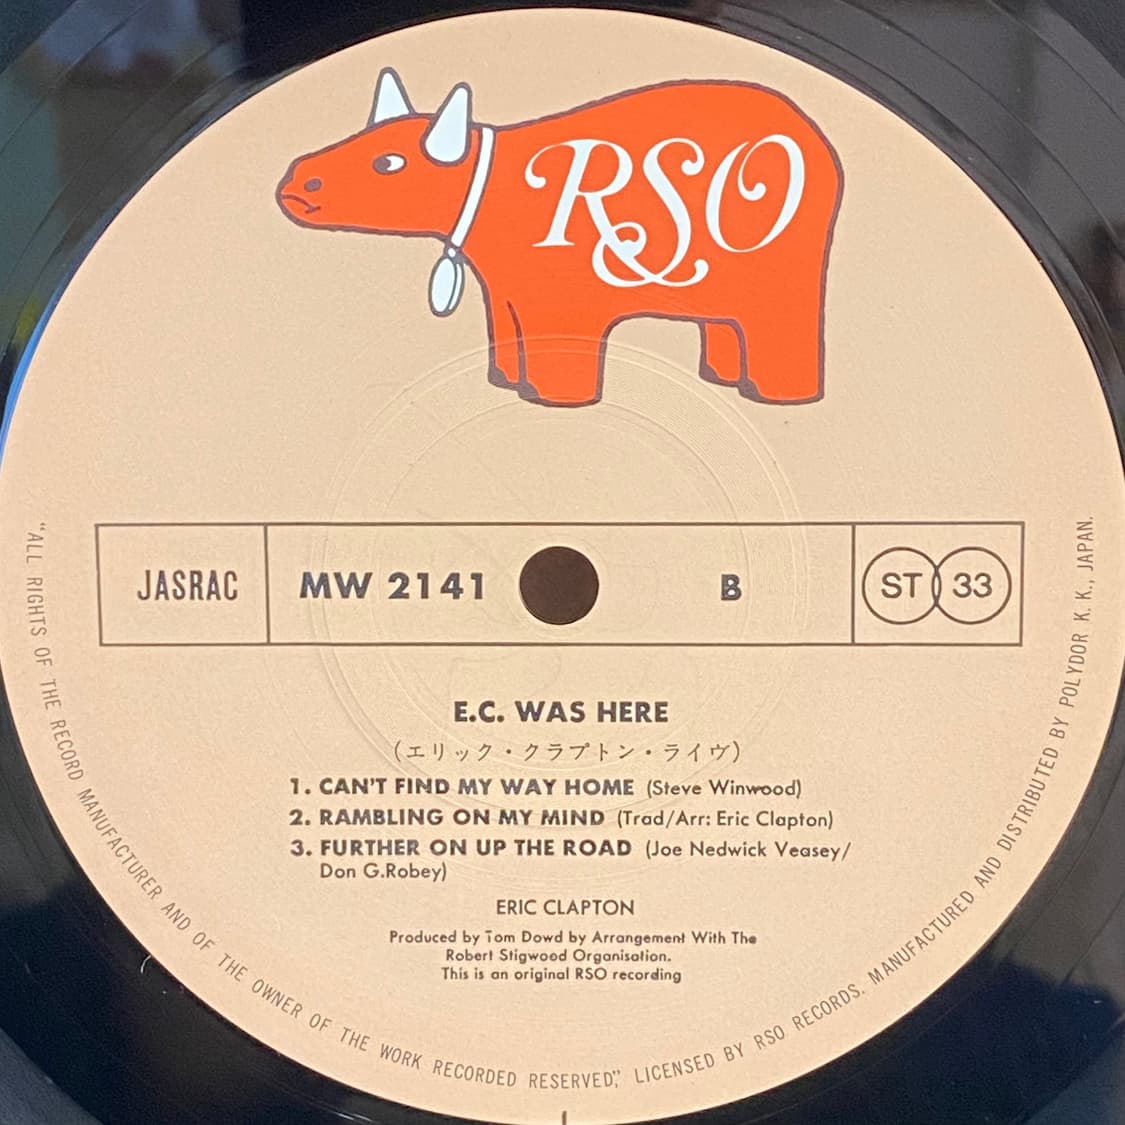 RSO
JASRAC
MW 2141
B
ST 33
E.C. WAS HERE
(エリック・クラプトン・ライヴ)
1. CAN'T FIND MY WAY HOME (Steve Winwood)
2. RAMBLING ON MY MIND (Trad/Arr: Eric Clapton)
3. FURTHER ON UP THE ROAD (Joe Nedwick Veasey/
Don G.Robey)
ERIC CLAPTON
Produced by Tom Dowd by Arrangement With The
Robert Stigwood Organisation.
This is an original RSO recording
"ALL RIGHTS OF THE RECORD MANUFACTURER AND OF THE OWNER OF THE WORK RECORDED RESERVED," LICENSED BY RSO RECORDS. MANUFACTURED AND DISTRIBUTED BY POLYDOR K. K., JAPAN.